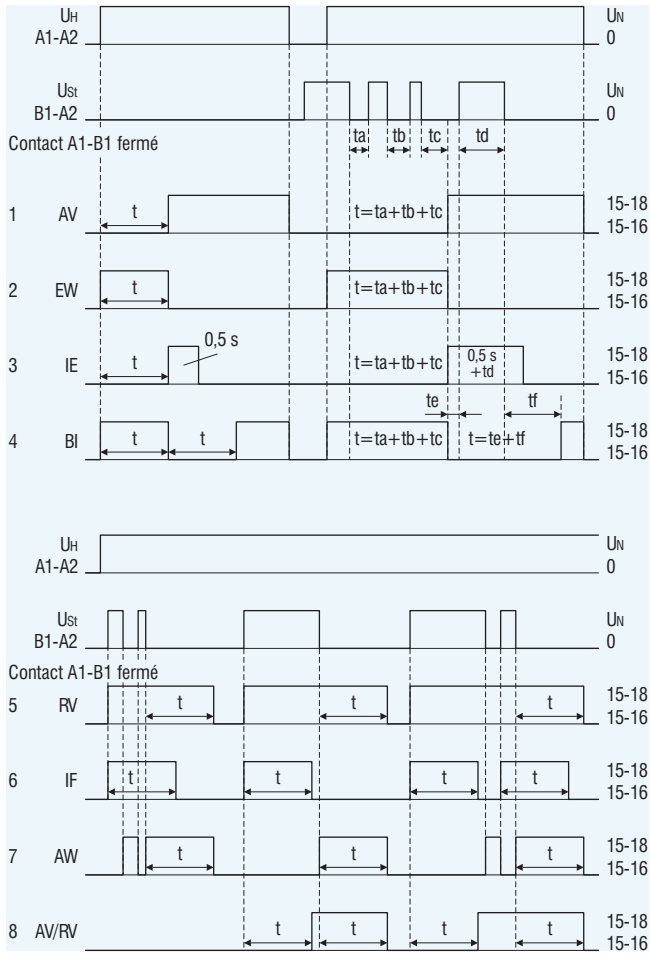 UH UN
A1-A2 0
USt UN
B1-A2 0
ta tb tc td
Contact A1-B1 fermé
1 AV t t=ta+tb+tc 15-18
15-16
2 EW t t=ta+tb+tc 15-18
15-16
3 IE t 0,5 s t=ta+tb+tc 0,5 s +td 15-18
15-16
te tf
4 BI t t t=ta+tb+tc t=te+tf 15-18
15-16
UH UN
A1-A2 0
USt UN
B1-A2 0
Contact A1-B1 fermé
5 RV t t t 15-18
15-16
6 IF t t t t 15-18
15-16
7 AW t t t 15-18
15-16
8 AV/RV t t t t 15-18
15-16